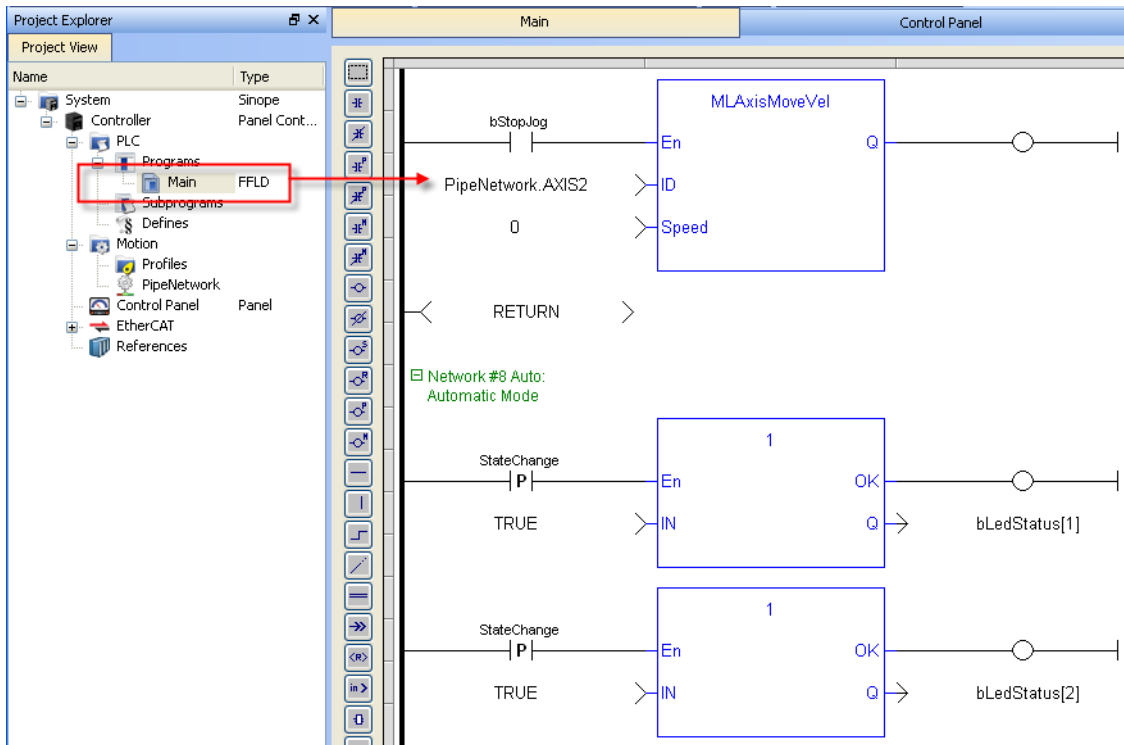 Project Explorer
Project View
Name Type
System Sinope
Controller Panel Cont...
PLC
Programs
Main FFLD
Subprograms
Defines
Motion
Profiles
PipeNetwork
Control Panel Panel
EtherCAT
References
Main Control Panel
MLAxisMoveVel
bStopJog
En Q
PipeNetwork.AXIS2 ID
0 Speed
RETURN
Network #8 Auto:
Automatic Mode
1
StateChange
P En OK
TRUE IN Q bLedStatus[1]
1
StateChange
P En OK
TRUE IN Q bLedStatus[2]
P
P
N
N
S
R
P
N
<R>
in >